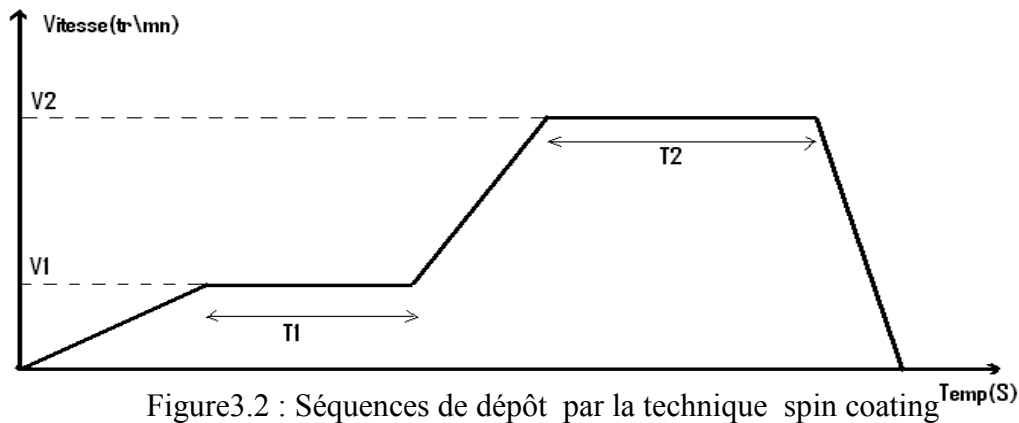 Vitesse(tr\mn)
V2
T2
V1
T1
Temp(S)
Figure3.2 : Séquences de dépôt par la technique spin coating